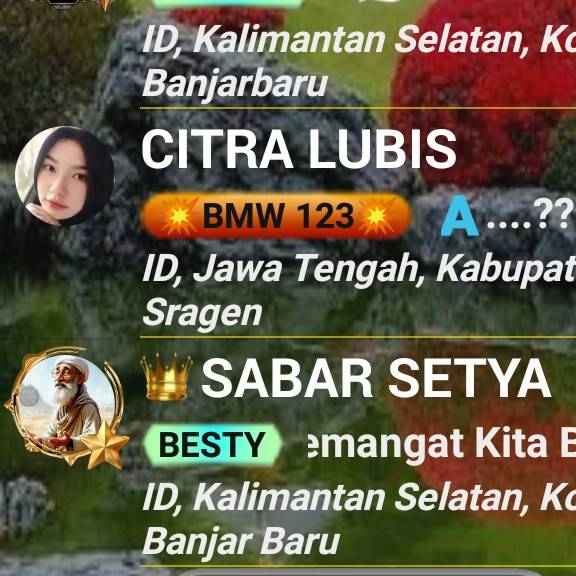 ID, Kalimantan Selatan, Ko
Banjarbaru
CITRA LUBIS
💥BMW 123💥 A....??
ID, Jawa Tengah, Kabupat
Sragen
👑 SABAR SETYA
BESTY emangat Kita B
ID, Kalimantan Selatan, Ko
Banjar Baru